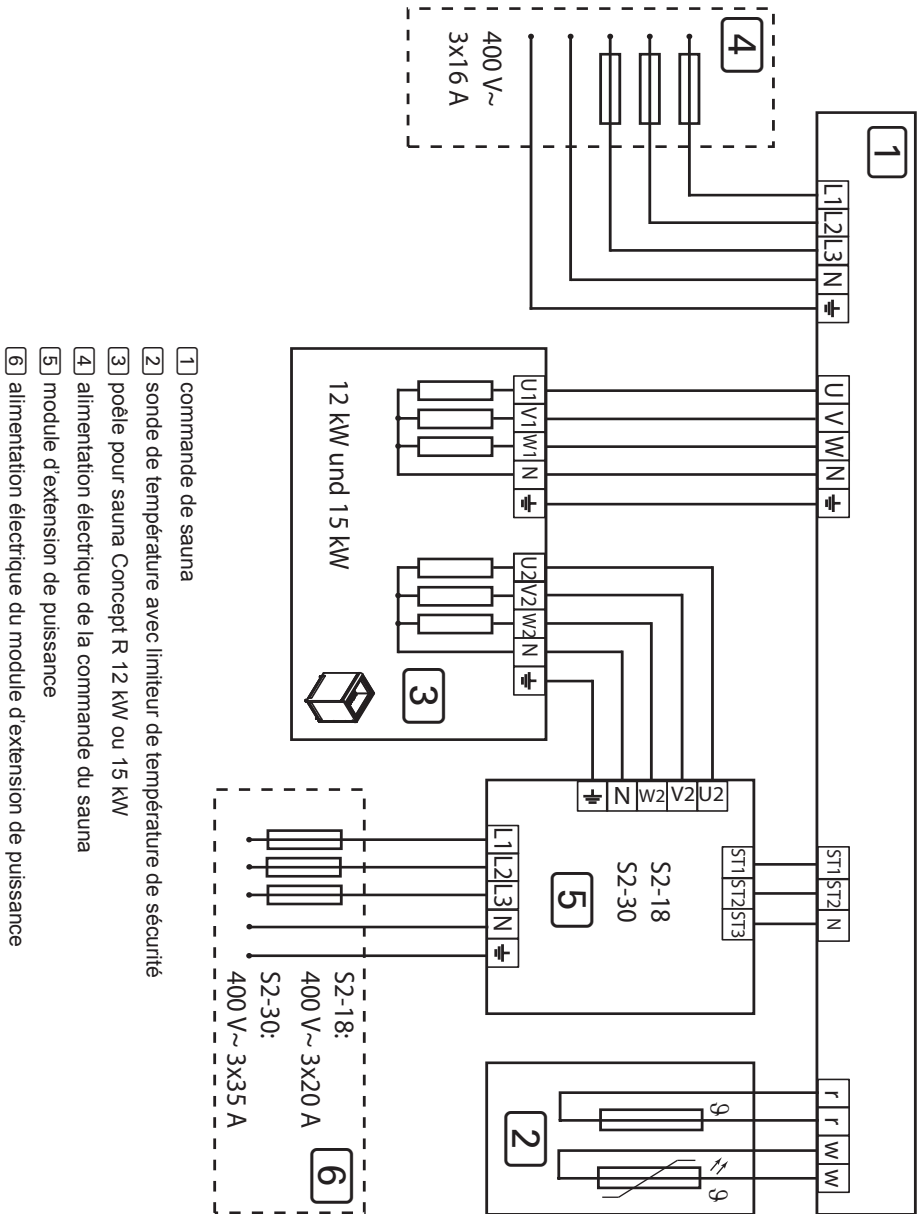 4
400 V~
3x16 A
1
L1 L2 L3 N
U V W N
ST1 ST2 N
r r w w
U1 V1 W1 N
U2 V2 W2 N
12 kW und 15 kW
3
N W2 V2 U2
ST1 ST2 ST3
S2-18
S2-30
5
L1 L2 L3 N
ϑ
ϑ
2
S2-18:
400 V~ 3x20 A
S2-30:
400 V~ 3x35 A
6
1 commande de sauna
2 sonde de température avec limiteur de température de sécurité
3 poêle pour sauna Concept R 12 kW ou 15 kW
4 alimentation électrique de la commande du sauna
5 module d'extension de puissance
6 alimentation électrique du module d'extension de puissance